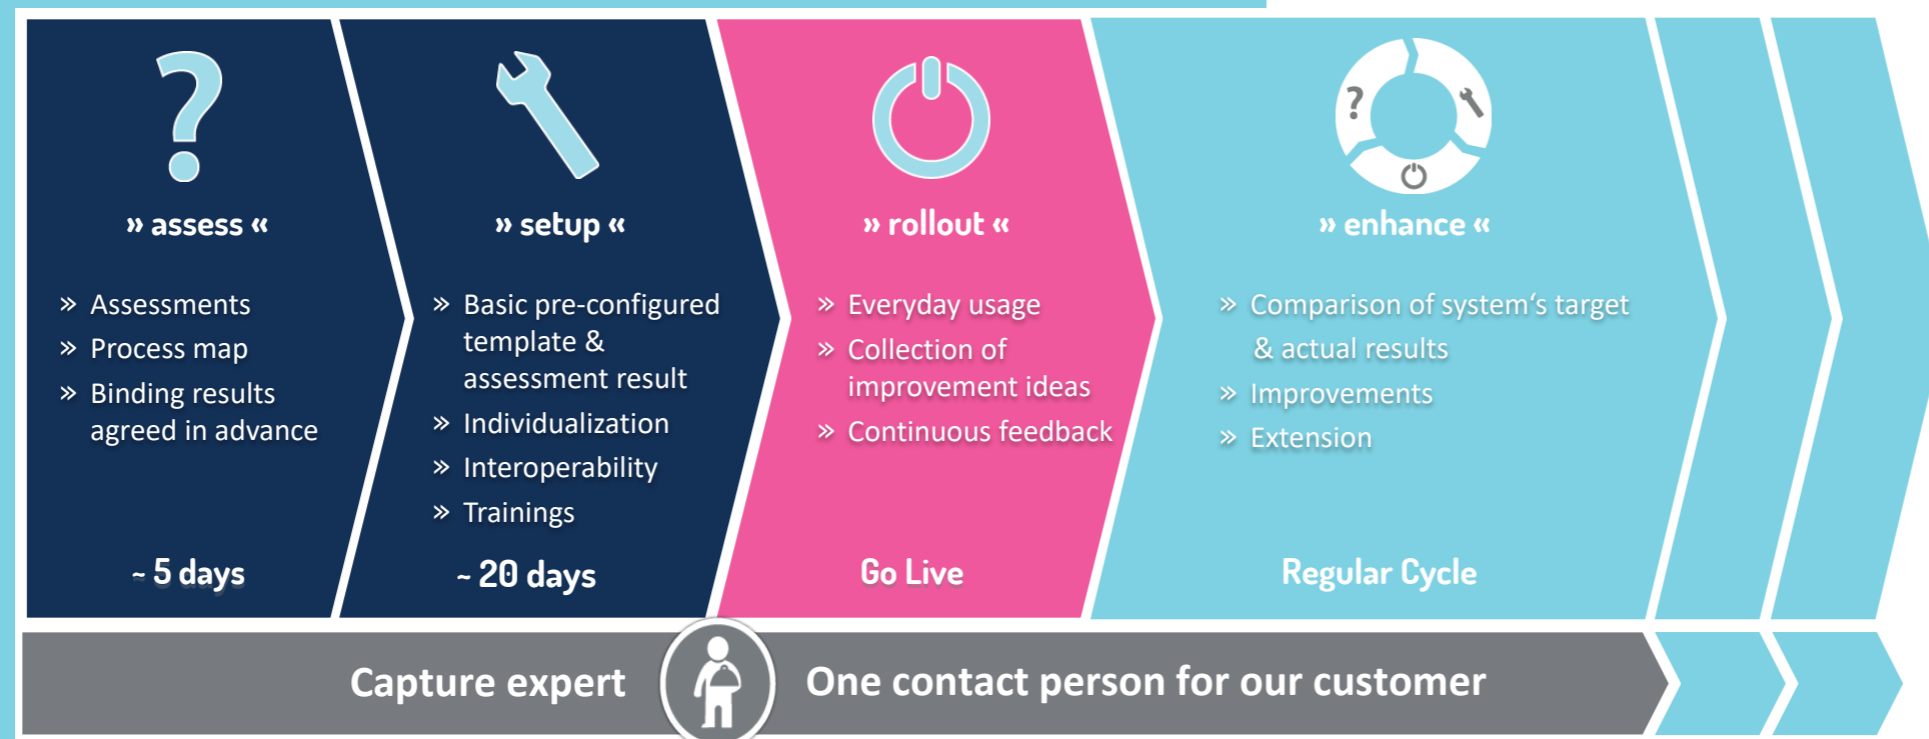 » assess «
» Assessments
» Process map
» Binding results
agreed in advance
~ 5 days
» setup «
» Basic pre-configured
template &
assessment result
» Individualization
» Interoperability
» Trainings
~ 20 days
» rollout «
» Everyday usage
» Collection of
improvement ideas
» Continuous feedback
Go Live
» enhance «
» Comparison of system‘s target
& actual results
» Improvements
» Extension
Regular Cycle
Capture expert
One contact person for our customer